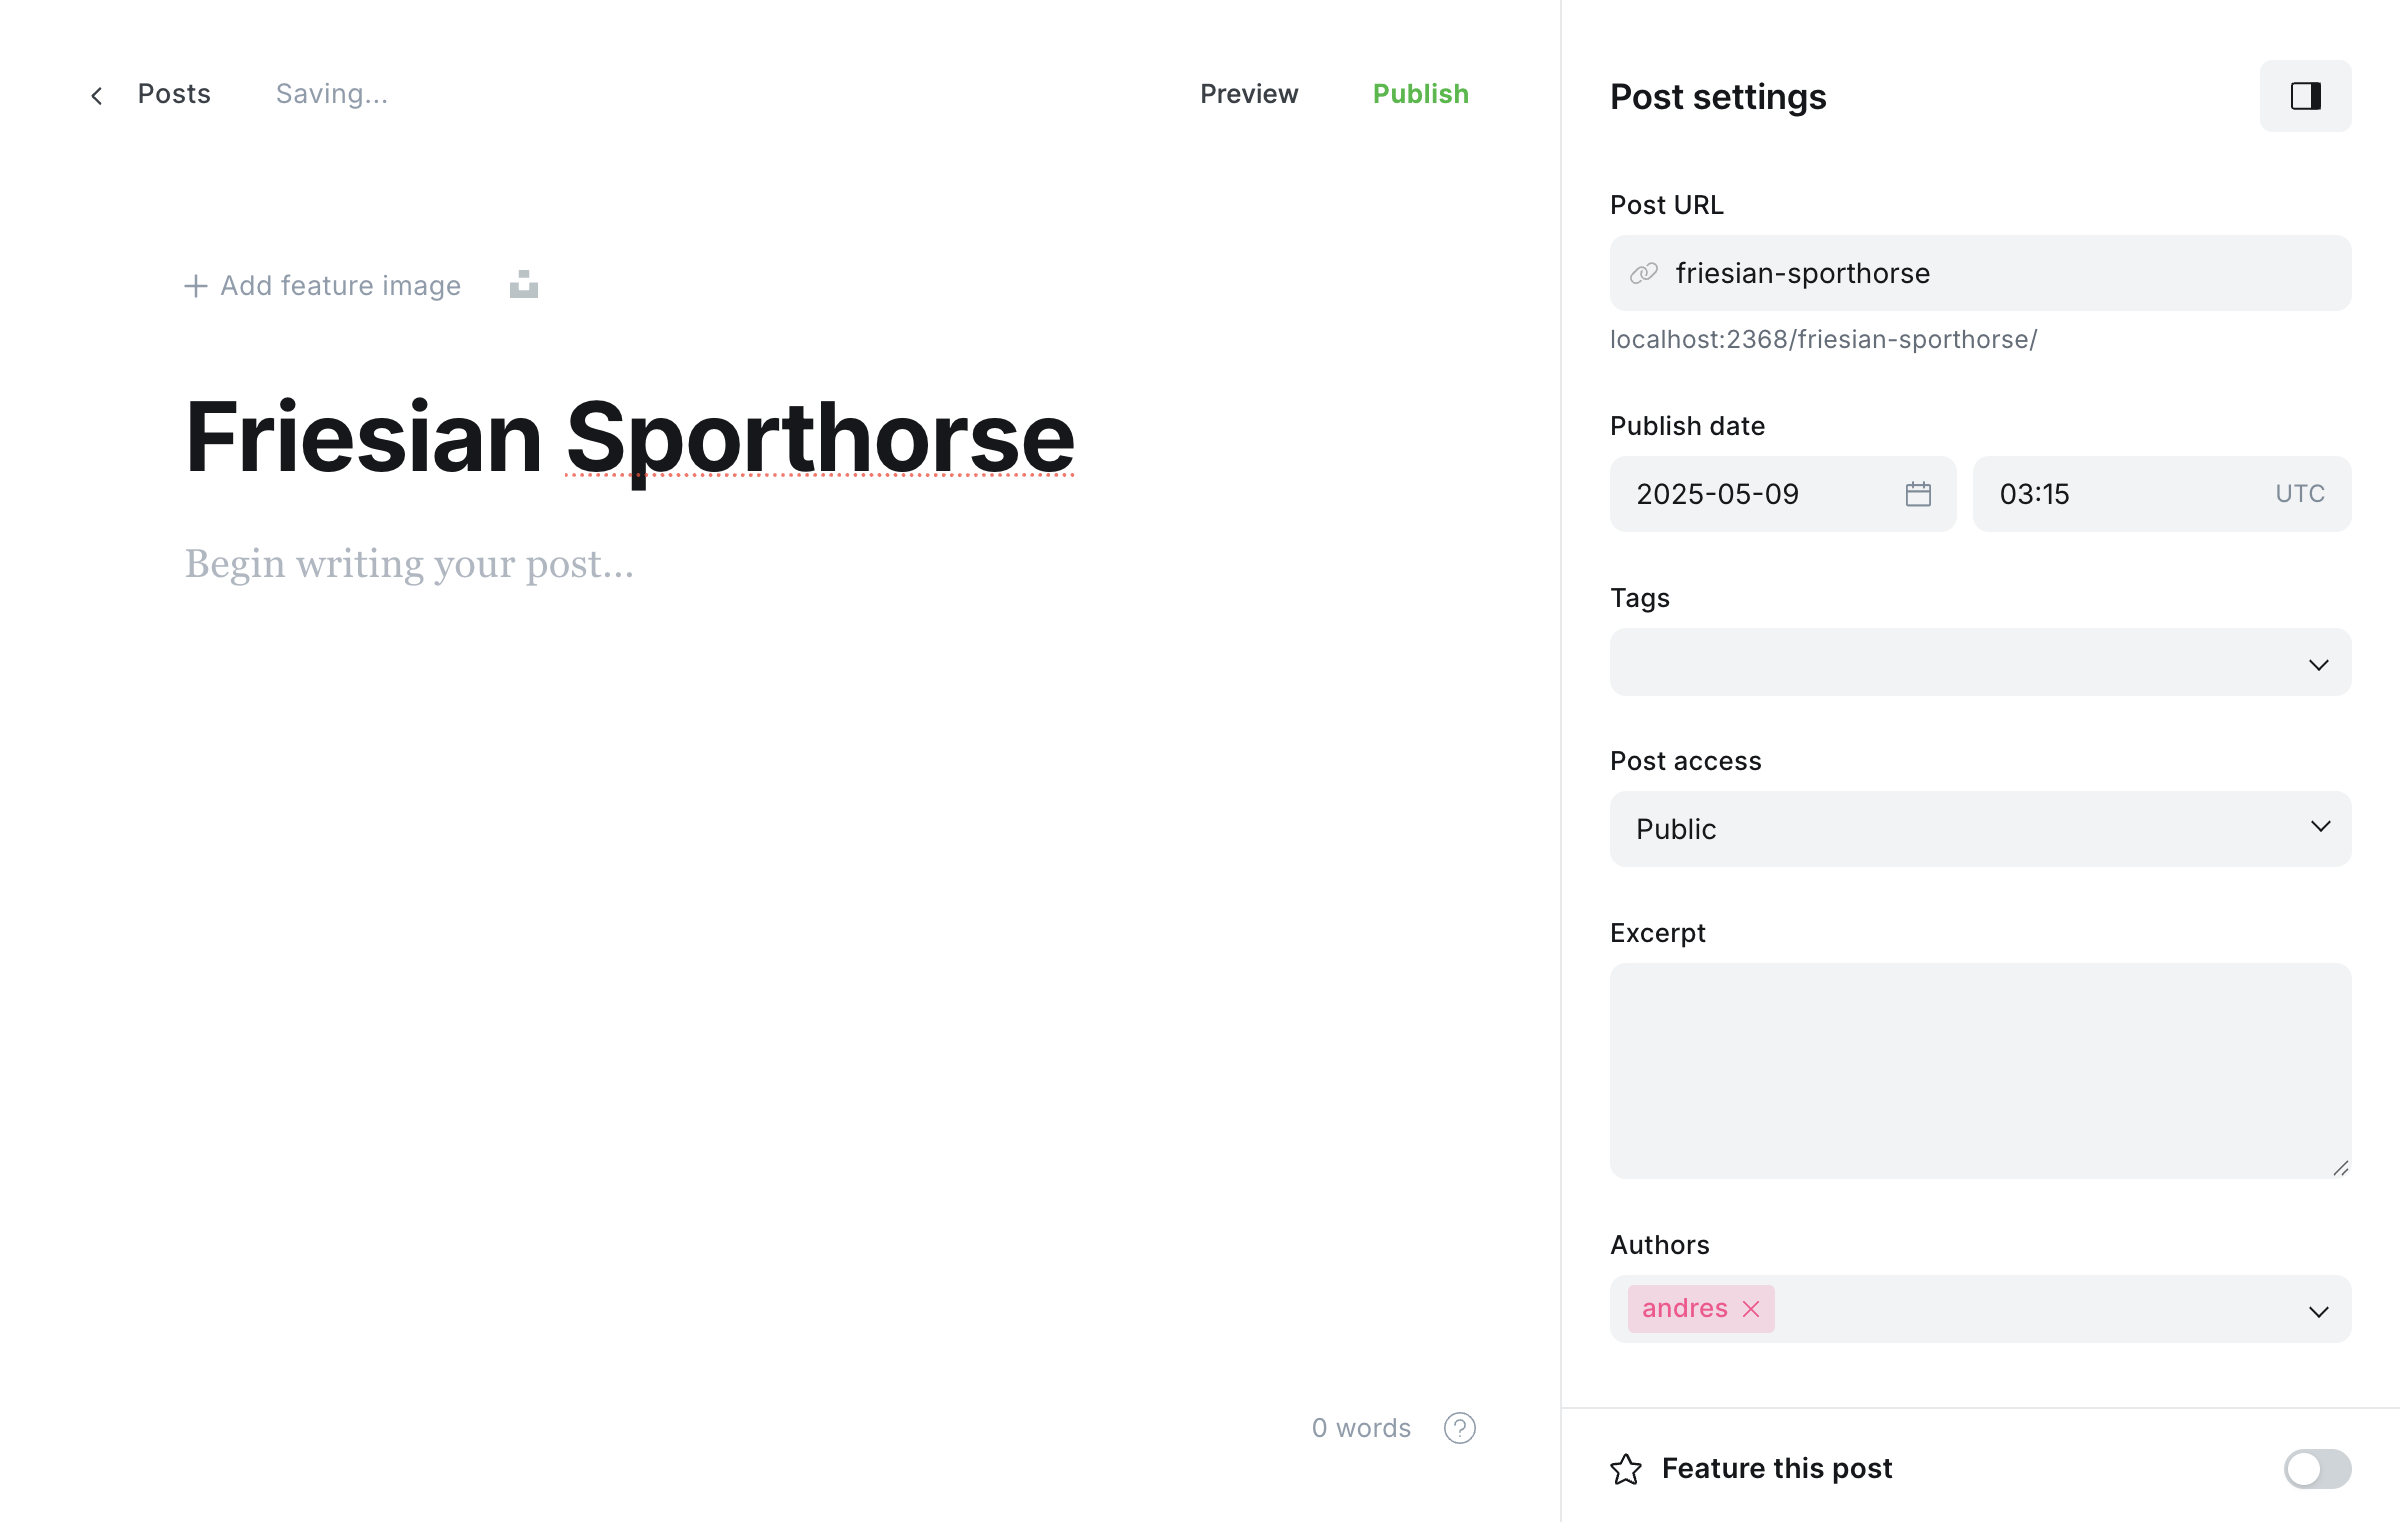 Posts
Saving...
Preview
Publish
Add feature image
Friesian Sporthorse
Begin writing your post...
0 words
?
Post settings
Post URL
friesian-sporthorse
localhost:2368/friesian-sporthorse/
Publish date
2025-05-09
03:15 UTC
Tags
Post access
Public
Excerpt
Authors
andres
Feature this post